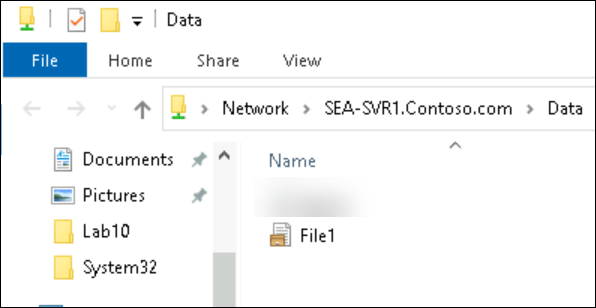 Data
File Home Share View
Network SEA-SVR1.Contoso.com Data
Documents
Name
Pictures
Lab10
File1
System32